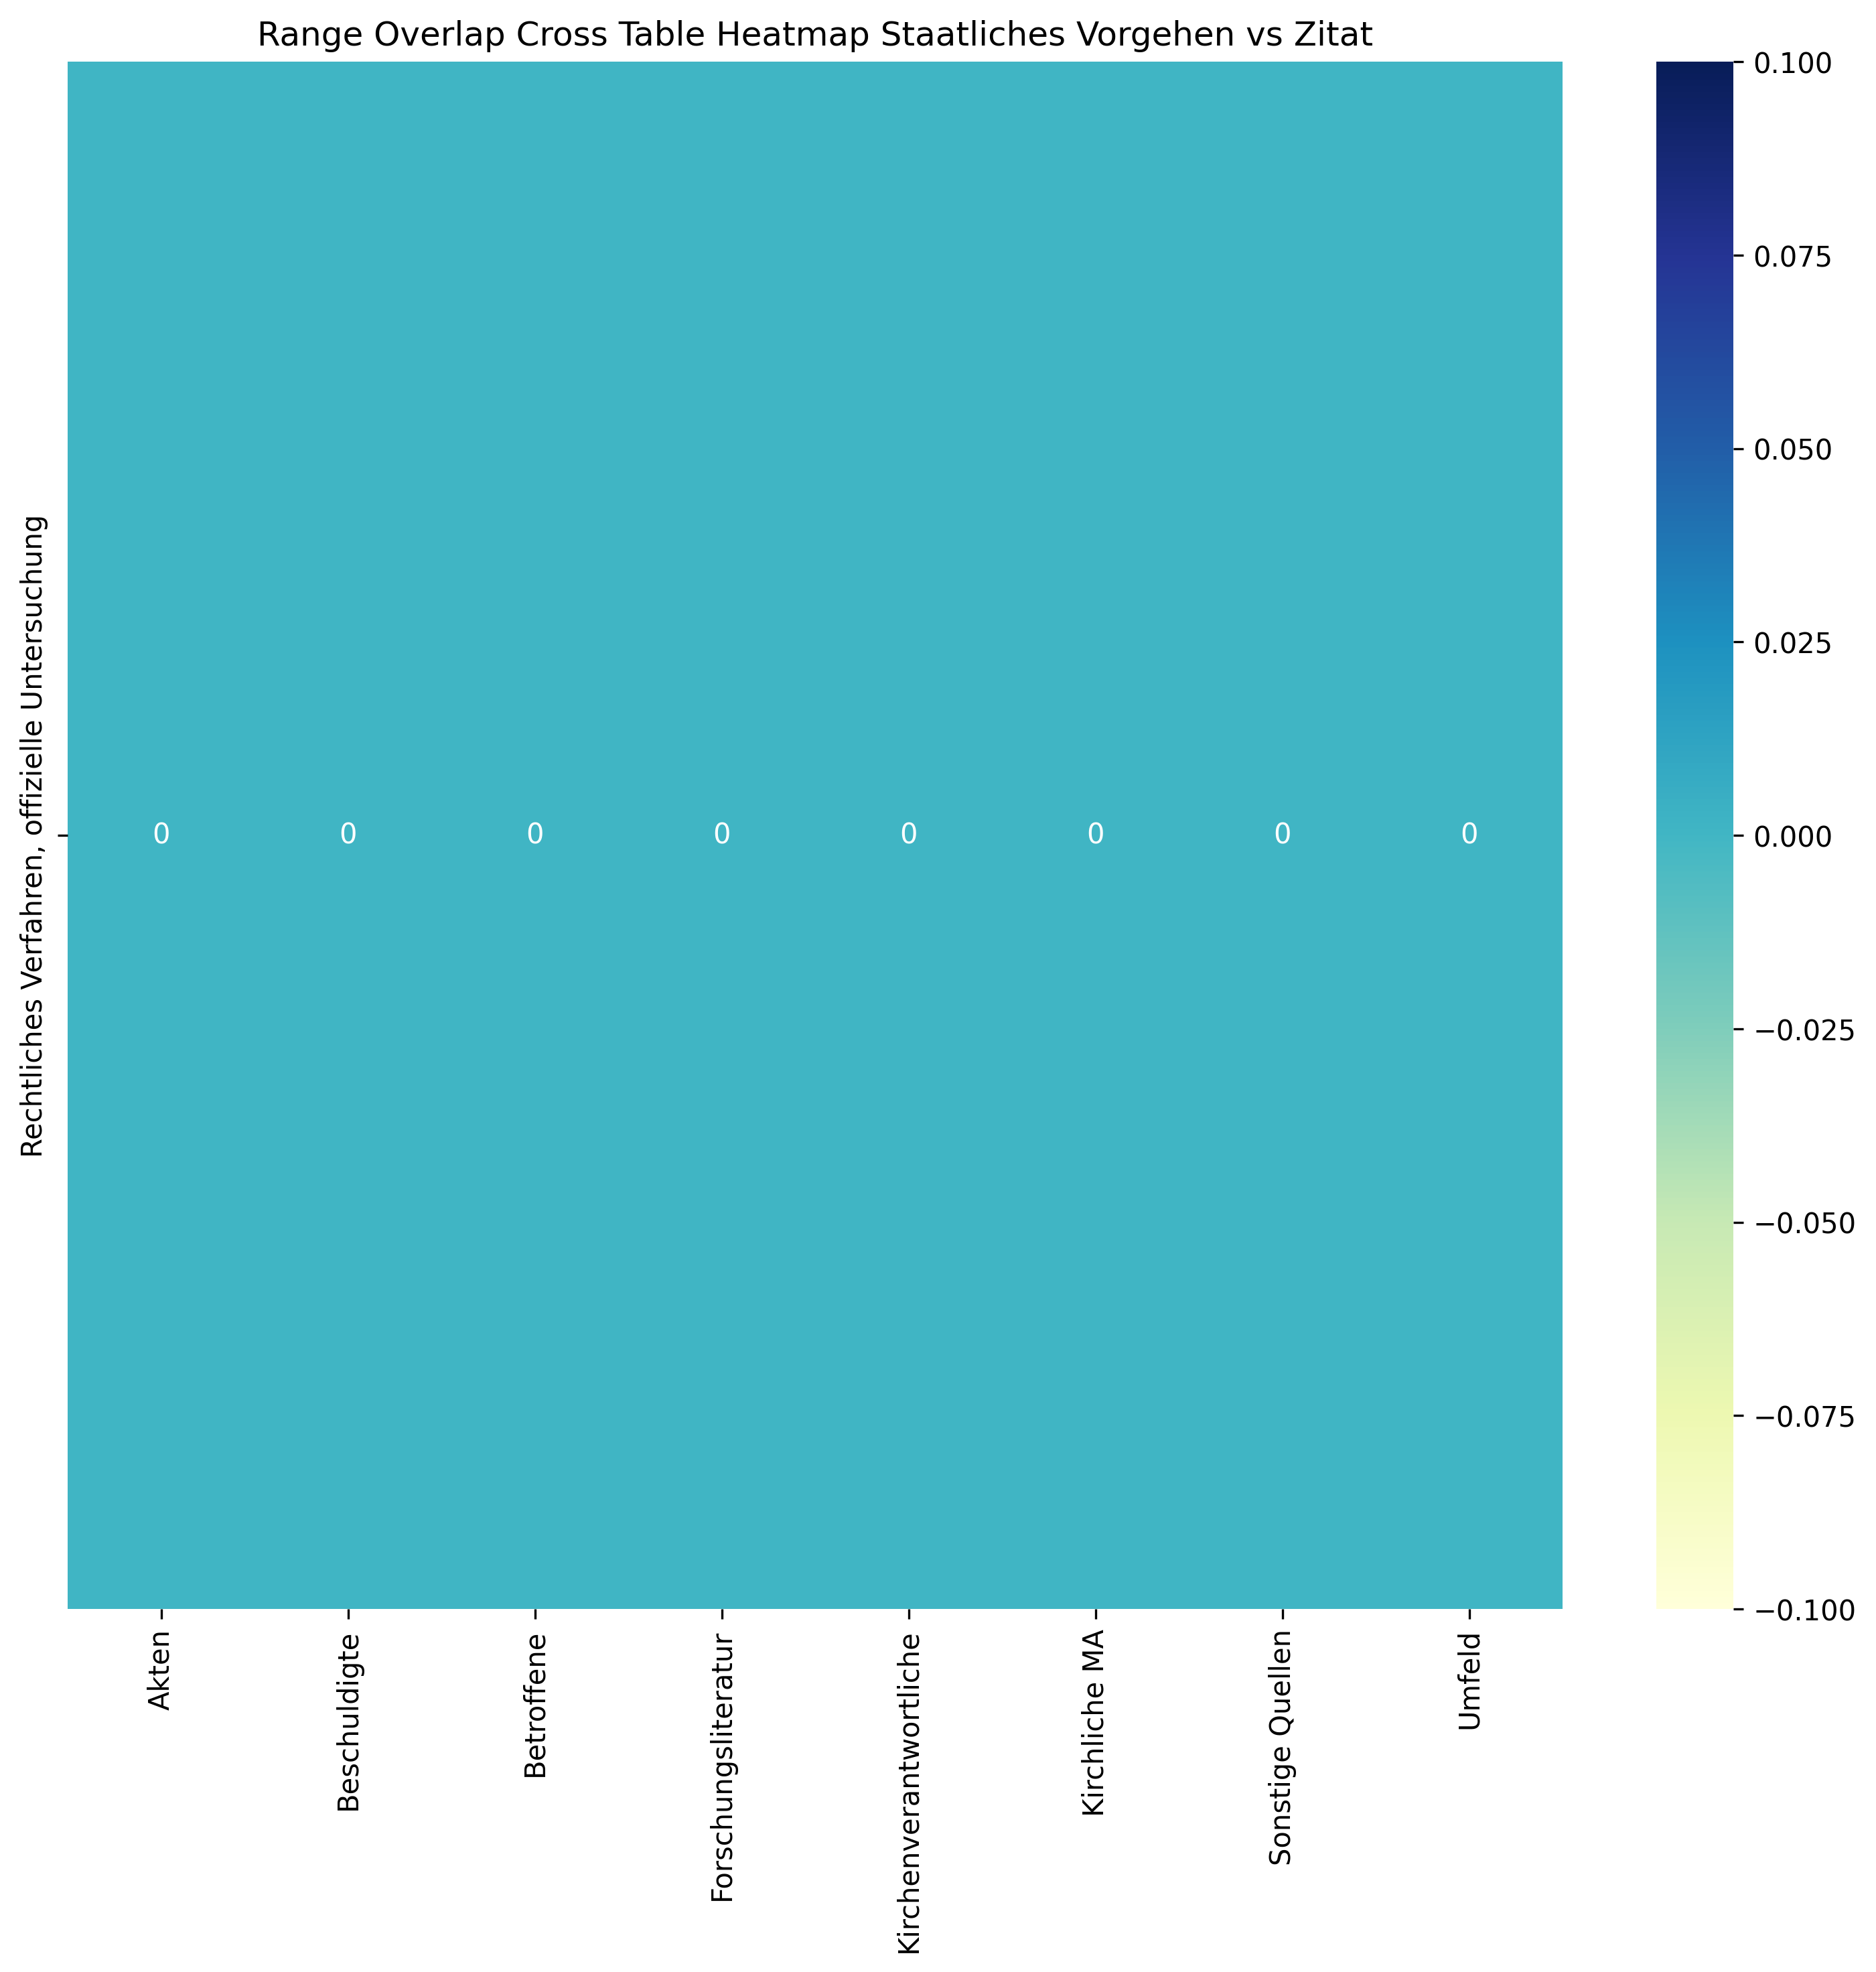 Range Overlap Cross Table Heatmap Staatliches Vorgehen vs Zitat
Rechtliches Verfahren, offizielle Untersuchung
0 0 0 0 0 0 0 0
Akten
Beschuldigte
Betroffene
Forschungsliteratur
Kirchenverantwortliche
Kirchliche MA
Sonstige Quellen
Umfeld
0.100
0.075
0.050
0.025
0.000
−0.025
−0.050
−0.075
−0.100